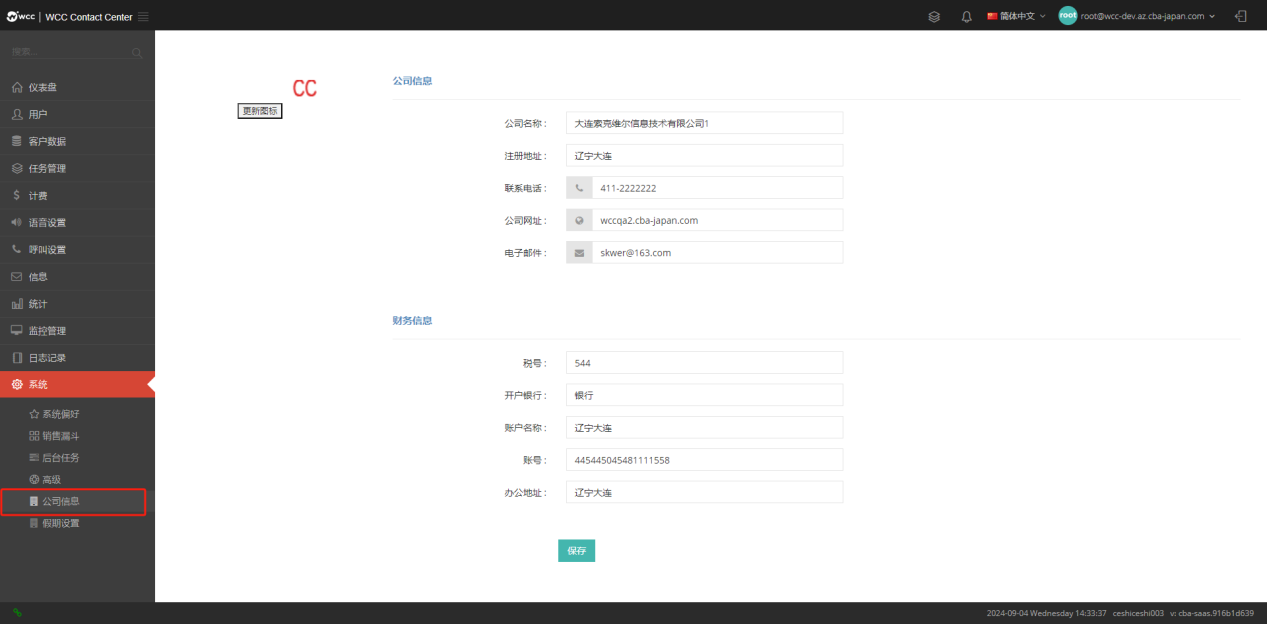 wcc | WCC Contact Center
简体中文
root
root@wcc-dev.az.cba-japan.com
搜索...
仪表盘
用户
客户数据
任务管理
计费
语音设置
呼叫设置
信息
统计
监控管理
日志记录
系统
系统偏好
销售漏斗
后台任务
高级
公司信息
假期设置
CC
更新图标
公司信息
公司名称： 大连索克维尔信息技术有限公司1
注册地址： 辽宁大连
联系电话： 411-2222222
公司网址： wccqa2.cba-japan.com
电子邮件： skwer@163.com
财务信息
税号： 544
开户银行： 银行
账户名称： 辽宁大连
账号： 445445045481111558
办公地址： 辽宁大连
保存
2024-09-04 Wednesday 14:33:37 ceshiceshi003 v: cba-saas.916b1d639